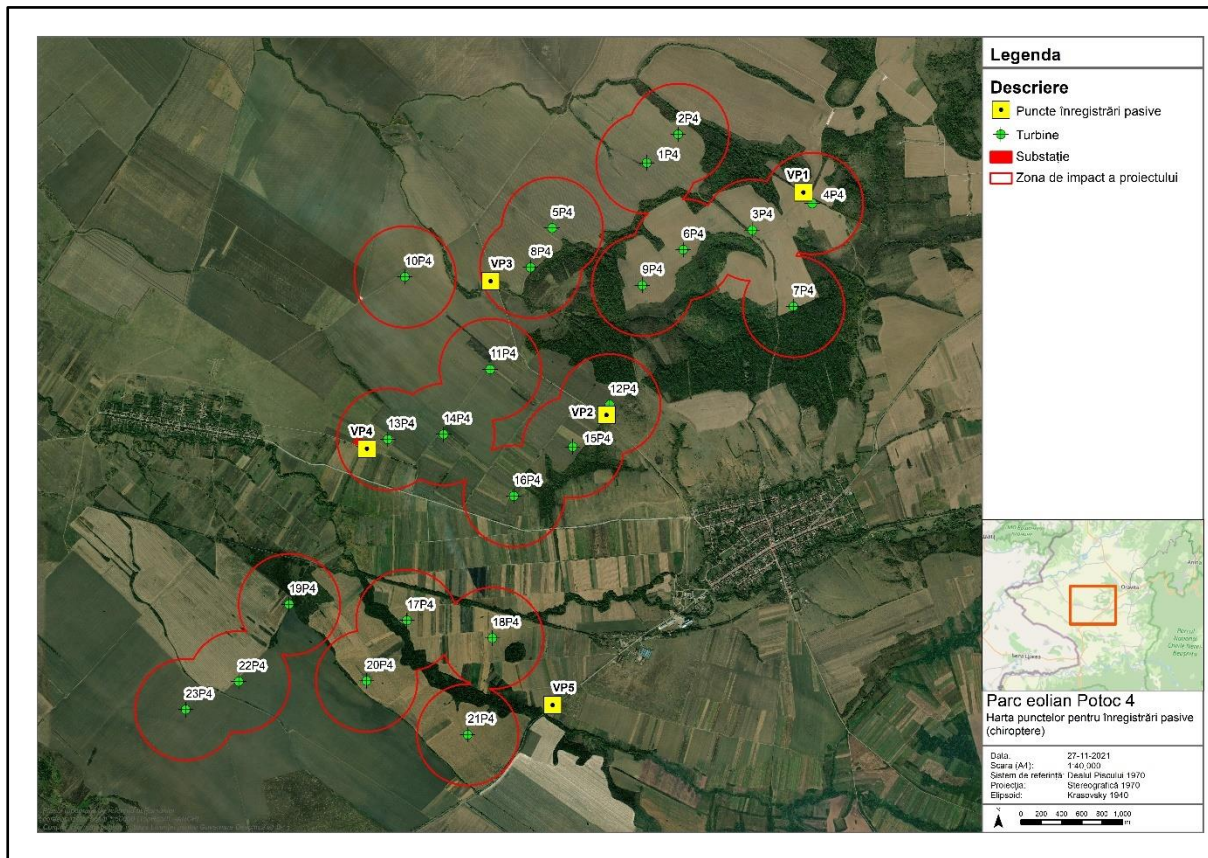 Legenda
Descriere
Puncte înregistrări pasive
Turbine
Substație
Zona de impact a proiectului
2P4
1P4
VP1
4P4
3P4
5P4
6P4
8P4
VP3
10P4
9P4
7P4
11P4
12P4
VP2
13P4
14P4
VP4
15P4
16P4
19P4
17P4
18P4
22P4
20P4
23P4
VP5
21P4
Oravița
Parc eolian Potoc 4
Harta punctelor pentru înregistrări pasive
(chiroptere)
Data: 27-11-2021
Scara (A4): 1:40,000
Sistem de referință: Dealul Piscului 1970
Proiecția: Stereografică 1970
Elipsoid: Krasovsky 1940
N
0 200 400 600 800 1,000
m